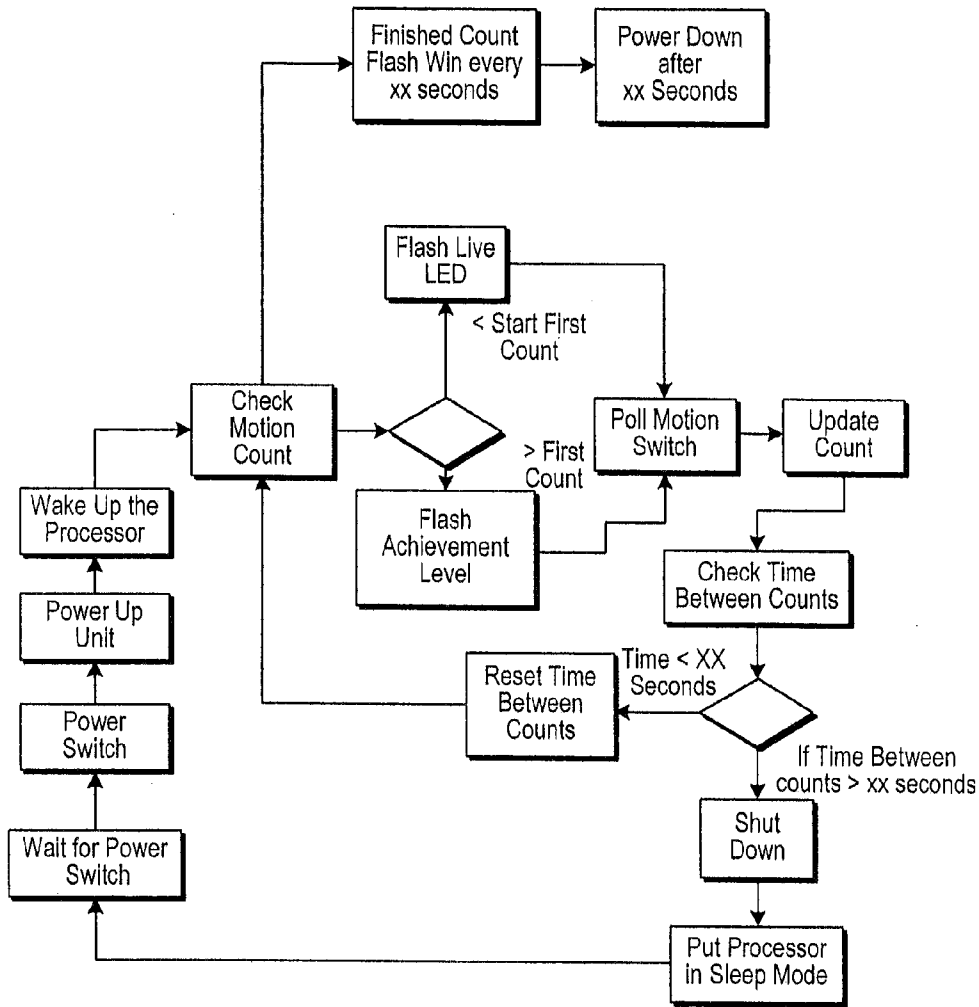 Finished Count
Flash Win every
xx seconds
Power Down
after
xx Seconds
Flash Live
LED
< Start First
Count
Check
Motion
Count
Poll Motion
Switch
Update
Count
> First
Count
Flash
Achievement
Level
Wake Up the
Processor
Check Time
Between Counts
Power Up
Unit
Time < XX
Seconds
Reset Time
Between
Counts
Power
Switch
If Time Between
counts > xx seconds
Shut
Down
Wait for Power
Switch
Put Processor
in Sleep Mode